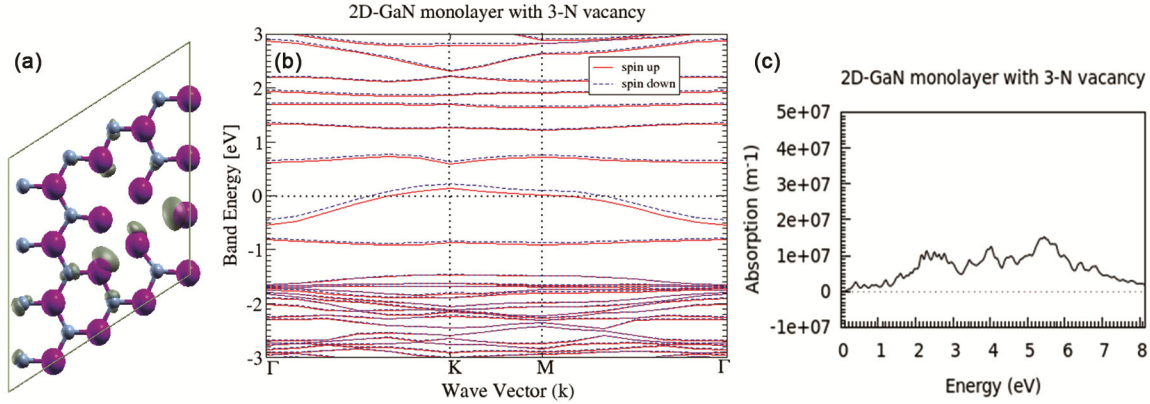 (a)
2D-GaN monolayer with 3-N vacancy
(b)
Band Energy [eV]
3
2
1
0
-1
-2
-3
spin up
spin down
Γ K M Γ
Wave Vector (k)
(c)
2D-GaN monolayer with 3-N vacancy
Absorption (m-1)
5e+07
4e+07
3e+07
2e+07
1e+07
0
-1e+07
0 1 2 3 4 5 6 7 8
Energy (eV)